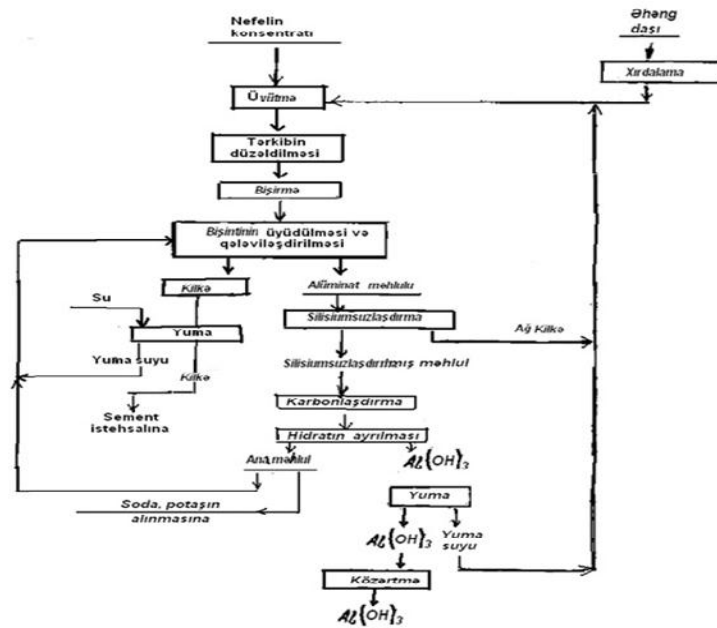 Nefelin
konsentratı
Əhəng
daşı
Xırdalama
Üvütmə
Tərkibin
düzəldilməsi
Bişirmə
Bişintinin üyüdülməsi və
qələviləşdirilməsi
Kilkə
Alüminat məhlulu
Su
Silisiumsuzlaşdırma
Yuma
Ağ Kilkə
Yuma suyu
Kilkə
Silisiumsuzlaşdırılmış məhlul
Karbonlaşdırma
Sement
istehsalına
Hidratın ayrılması
Ana məhlul
Al(OH)3
Soda, potaşın
alınmasına
Yuma
Al(OH)3
Yuma
suyu
Közərtmə
Al(OH)3